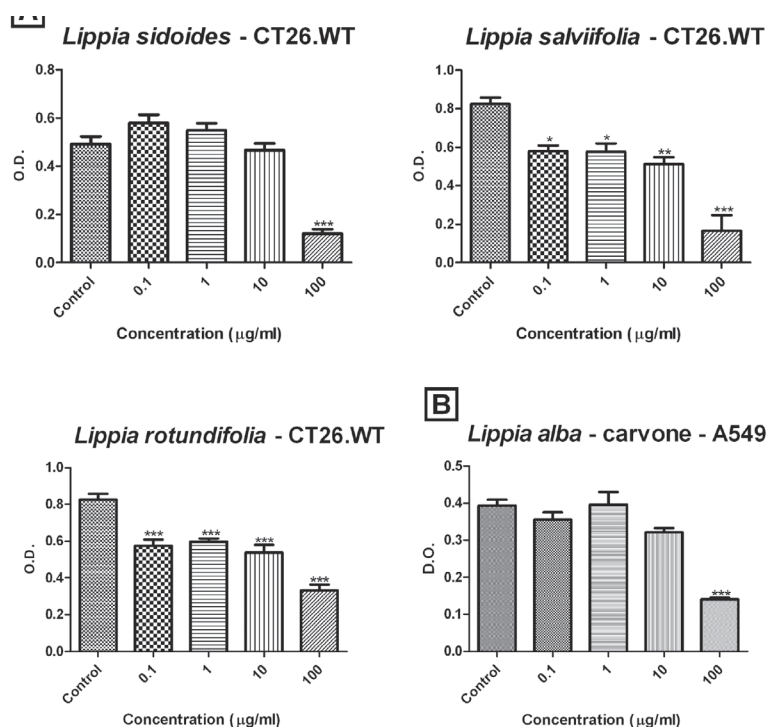 A
Lippia sidoides - CT26.WT
O.D.
0.8
0.6
0.4
0.2
0.0
***
Control
0.1
1
10
100
Concentration (μg/ml)
Lippia salviifolia - CT26.WT
O.D.
1.0
0.8
0.6
0.4
0.2
0.0
*
*
**
***
Control
0.1
1
10
100
Concentration (μg/ml)
Lippia rotundifolia - CT26.WT
O.D.
1.0
0.8
0.6
0.4
0.2
0.0
***
***
***
***
Control
0.1
1
10
100
Concentration (μg/ml)
B
Lippia alba - carvone - A549
D.O.
0.5
0.4
0.3
0.2
0.1
0.0
***
Control
0.1
1
10
100
Concentration (μg/ml)